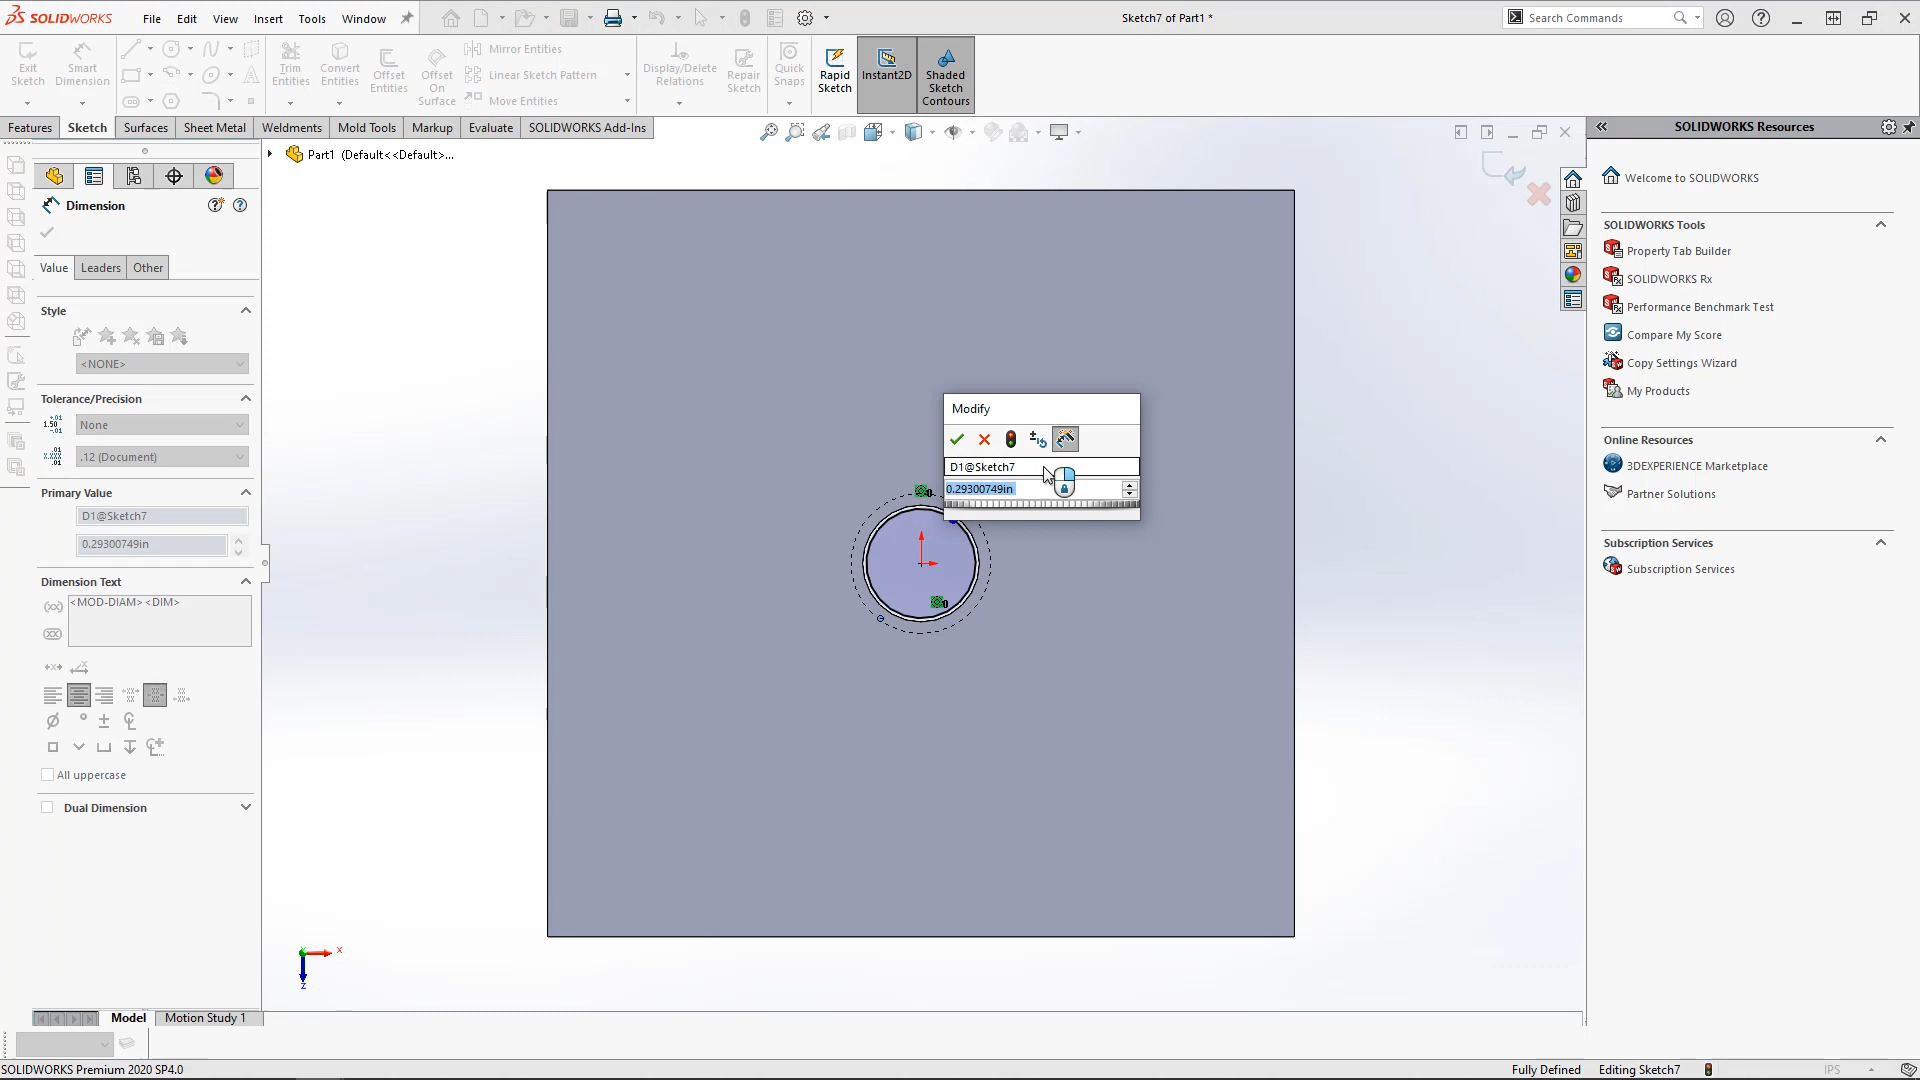 SOLIDWORKS File Edit View Insert Tools Window Sketch7 of Part1 * Search Commands
Exit Sketch
Smart Dimension
Trim Entities
Convert Entities
Offset Entities
Offset On Surface
Mirror Entities
Linear Sketch Pattern
Move Entities
Display/Delete Relations
Repair Sketch
Quick Snaps
Rapid Sketch
Instant2D
Shaded Sketch Contours
Features Sketch Surfaces Sheet Metal Weldments Mold Tools Markup Evaluate SOLIDWORKS Add-Ins
Part1 (Default<<Default>...
Dimension
Value Leaders Other
Style
<NONE>
Tolerance/Precision
None
.12 (Document)
Primary Value
D1@Sketch7
0.29300749in
Dimension Text
<MOD-DIAM><DIM>
All uppercase
Dual Dimension
Modify
D1@Sketch7
0.29300749in
SOLIDWORKS Resources
Welcome to SOLIDWORKS
SOLIDWORKS Tools
Property Tab Builder
SOLIDWORKS Rx
Performance Benchmark Test
Compare My Score
Copy Settings Wizard
My Products
Online Resources
3DEXPERIENCE Marketplace
Partner Solutions
Subscription Services
Subscription Services
Model Motion Study 1
SOLIDWORKS Premium 2020 SP4.0 Fully Defined Editing Sketch7 IPS